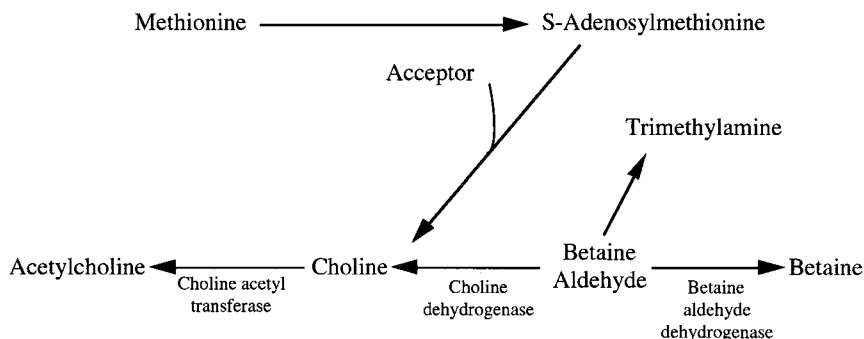 Methionine
S-Adenosylmethionine
Acceptor
Trimethylamine
Acetylcholine
Choline acetyl
transferase
Choline
Choline
dehydrogenase
Betaine
Aldehyde
Betaine
aldehyde
dehydrogenase
Betaine